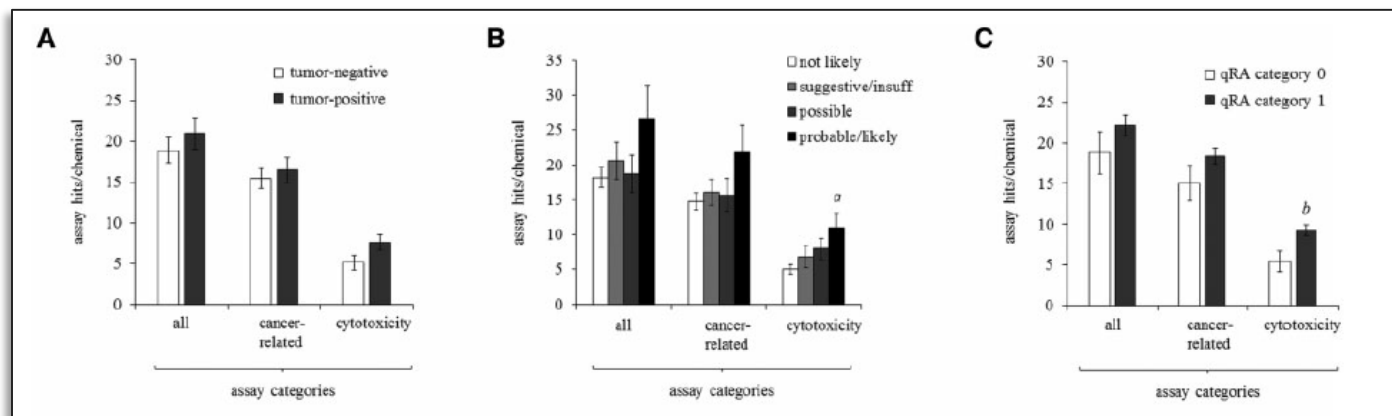 A
30
25
20
15
10
5
0
assay hits/chemical
tumor-negative
tumor-positive
all
cancer-
related
cytotoxicity
assay categories
B
35
30
25
20
15
10
5
0
assay hits/chemical
not likely
suggestive/insuff
possible
probable/likely
a
all
cancer-
related
cytotoxicity
assay categories
C
30
20
15
10
5
0
assay hits/chemical
qRA category 0
qRA category 1
b
all
cancer-
related
cytotoxicity
assay categories